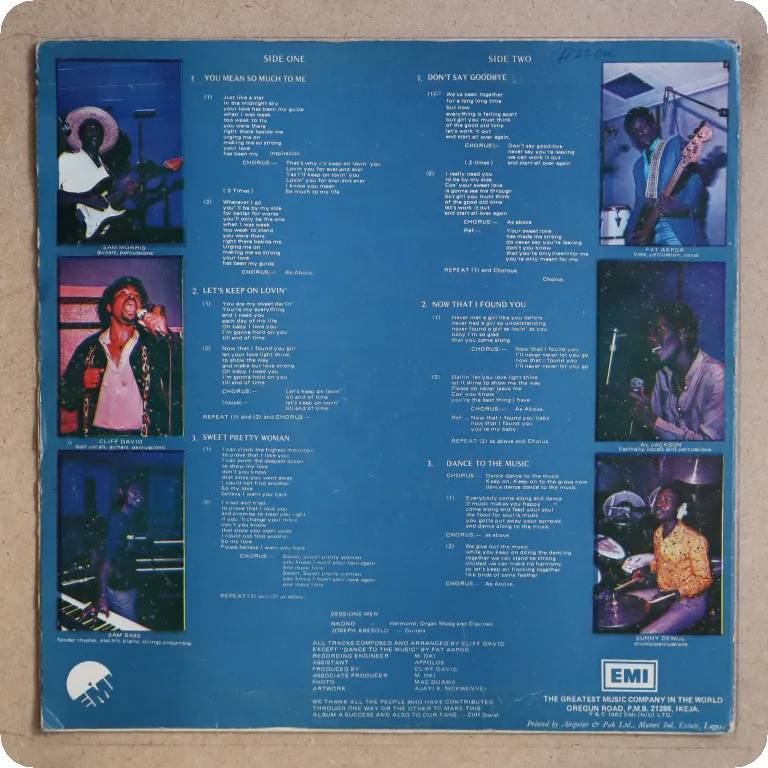 SIDE ONE
1. YOU MEAN SO MUCH TO ME
(1) Just like a star
in the midnight sky
your love has been my guide
when I was weak
too weak to try
you were there
right there beside me
urging me on
making me so strong
your love
has been my inspiration
CHORUS:— That's why I'll keep on lovin' you
Lovin you for ever and ever
Yes I'll keep on lovin' you
Lovin' you for ever and ever
I know you mean
(3 Times) So much to my life
(2) Wherever I go
you'll be by my side
for better for worse
you'll only be the one
when I was weak
too week to stand
you were there
right there beside me
Urging me on
making me so strong
your love
has been my guide
CHORUS:— As Above.
2. LET'S KEEP ON LOVIN'
(1) You are my sweet darlin'
You're my everything
and I need you
each day of my life
Oh baby I love you
I'm gonna hold on you
till end of time
(2) Now that I found you girl
let your love light shine
to show the way
and make our love strong
Oh baby I need you
I'm gonna hold on you
till end of time
CHORUS:— Let's keep on lovin'
till end of time
(twice)— let's keep on lovin'
till end of time
REPEAT (1) and (2) and CHORUS:—
3. SWEET PRETTY WOMAN
(1) I can climb the highest mountain
to prove that I love you
I can swim the deepest ocean
to show my love
don't you know
that since you went away
I could not find another
So my love
believe I want you back
(2) I tried and tried
to prove that I love you
and promise to treat you right
if you'll change your mind
don't you know
that since you went away
I could not find another
So my love
Please believe I want you back
CHORUS:— Sweet, Sweet pretty woman
you know I want your love again
one more time
Sweet, Sweet pretty woman
you know I want your love again
one more time
REPEAT (1) and (2) as above.
SIDE TWO
1. DON'T SAY GOODBYE
(1) We've been together
for a long long time
but now
everything is falling apart
but girl you must think
of the good old time
let's work it out
and start all over again.
CHORUS:— Don't say good-bye
never say you're leaving
we can work it out
(2 times) and start all over again
(2) I really need you
to be by my side
Cos' your sweet love
is gonna see me through
but girl you must think
of the good old time
let's work it out
and start all over again
CHORUS:— As above
Ref:— Your sweet love
has made me strong
do never say you're leaving
don't you know
that you're only meant for me
you're only meant for me.
REPEAT (1) and Chorus.
Chorus.
2. NOW THAT I FOUND YOU
(1) Never met a girl like you before
never had a girl so understanding
never found a girl as lovin' as you
baby I'm so glad
that you came along
CHORUS:— Now that I found you
I'll never never let you go
now that I found you
I'll never never let you go
(2) Darlin' let you love light shine
let it shine to show me the way
Please do never leave me
Cos' you know
you're the best thing I have
CHORUS:— As Above.
Ref:— Now that I found you baby
now that I found you
you're my baby
REPEAT (2) as above and Chorus.
3. DANCE TO THE MUSIC
CHORUS:— Dance dance to the music
Keep on, Keep on to the grove now
dance dance dance to the music.
(1) Everybody come along and dance
if music makes you happy
come along and feed your soul
the food for soul is music
you gotta put away your sorrows
and dance along to the music.
CHORUS:— as above.
(2) We give out the music
while you keep on doing the dancing
together we can stand so strong
divided we can make no harmony
so let's keep on flocking together
like birds of same feather
CHORUS:— As Above.
SAM MORRIS
guitars, percussions
CLIFF DAVID
lead vocals, guitars, percussions.
SAM BASS
fender rhodes, electric piano, strings ensemble
PAT AKPOR
bass, percussion, vocal
AL JACKSON
harmony vocals and percussions
SUNNY DEWUL
drums/percussions
SESSIONS MEN
NKONO — Hammond, Organ Moog and Clavinet
JOSEPH ABESOLO — Guitars
ALL TRACKS COMPOSED AND ARRANGED BY CLIFF DAVID
EXCEPT "DANCE TO THE MUSIC" BY PAT AKPOR
RECORDING ENGINEER M. OKI
ASSISTANT APPOLOS
PRODUCED BY CLIFF DAVIS
ASSOCIATE PRODUCER M. OKI
PHOTO MAC DUAMA
ARTWORK AJAYI K. MOKWENYEI
WE THANK ALL THE PEOPLE WHO HAVE CONTRIBUTED
THROUGH ONE WAY OR THE OTHER TO MAKE THIS
ALBUM A SUCCESS AND ALSO TO OUR FANS — Cliff David.
EMI
EMI
THE GREATEST MUSIC COMPANY IN THE WORLD
OREGUN ROAD, P.M.B. 21288, IKEJA.
P & C 1982 EMI (NIG) LTD.
Printed by Abiprint & Pak Ltd., Matori Ind. Estate, Lagos.